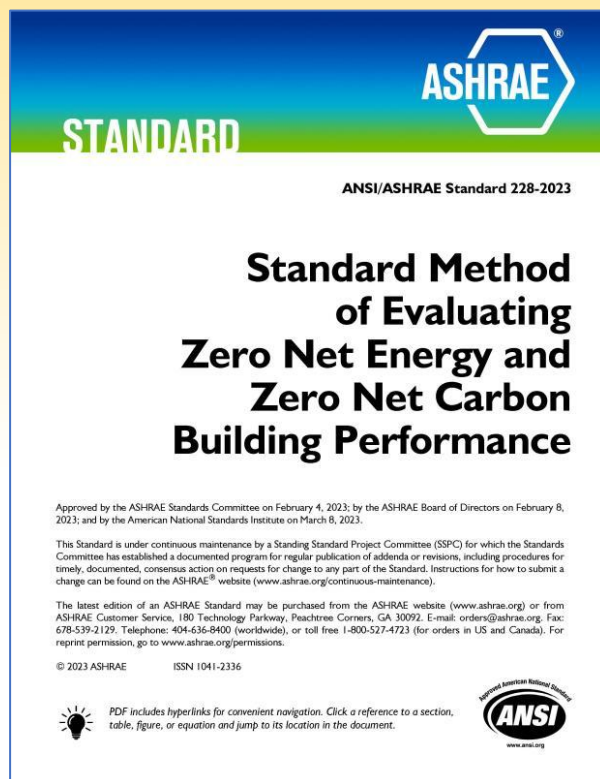 ASHRAE®
STANDARD
ANSI/ASHRAE Standard 228-2023
Standard Method
of Evaluating
Zero Net Energy and
Zero Net Carbon
Building Performance
Approved by the ASHRAE Standards Committee on February 4, 2023; by the ASHRAE Board of Directors on February 8,
2023; and by the American National Standards Institute on March 8, 2023.
This Standard is under continuous maintenance by a Standing Standard Project Committee (SSPC) for which the Standards
Committee has established a documented program for regular publication of addenda or revisions, including procedures for
timely, documented, consensus action on requests for change to any part of the Standard. Instructions for how to submit a
change can be found on the ASHRAE® website (www.ashrae.org/continuous-maintenance).
The latest edition of an ASHRAE Standard may be purchased from the ASHRAE website (www.ashrae.org) or from
ASHRAE Customer Service, 180 Technology Parkway, Peachtree Corners, GA 30092. E-mail: orders@ashrae.org. Fax:
678-539-2129. Telephone: 404-636-8400 (worldwide), or toll free 1-800-527-4723 (for orders in US and Canada). For
reprint permission, go to www.ashrae.org/permissions.
© 2023 ASHRAE ISSN 1041-2336
PDF includes hyperlinks for convenient navigation. Click a reference to a section,
table, figure, or equation and jump to its location in the document.
Approved American National Standard
ANSI
www.ansi.org